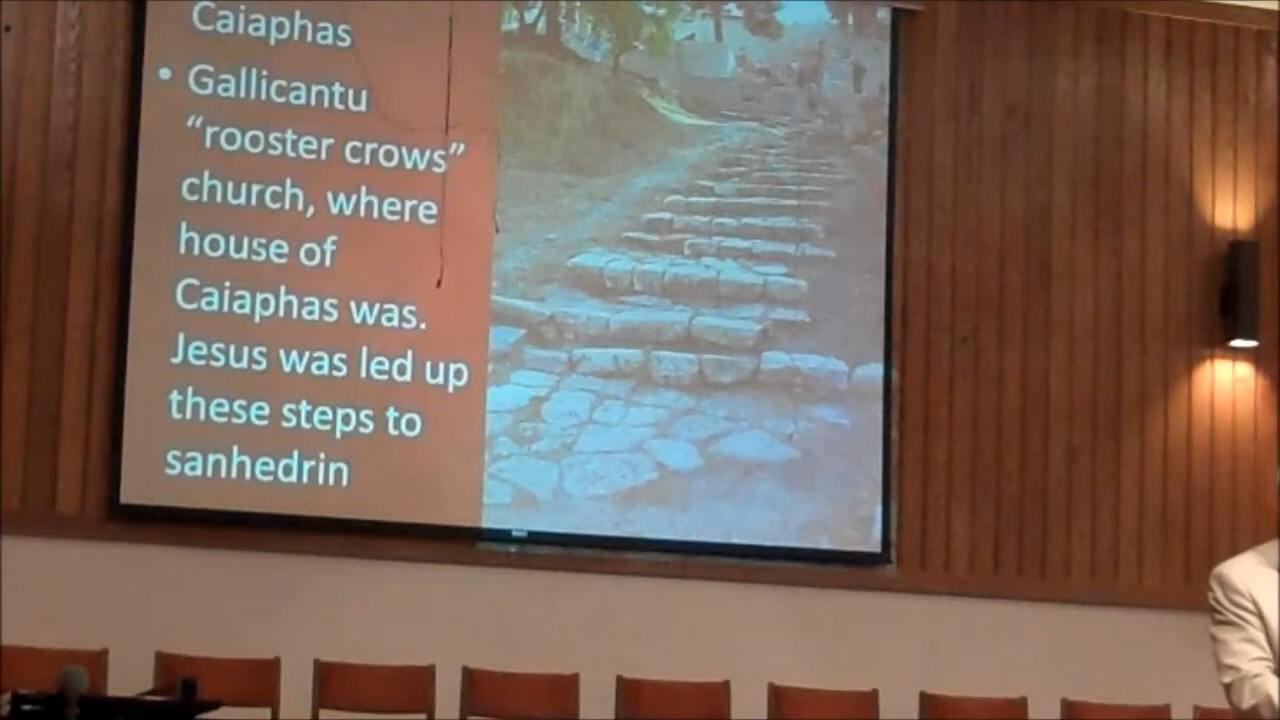 Caiaphas
• Gallicantu
“rooster crows”
church, where
house of
Caiaphas was.
Jesus was led up
these steps to
sanhedrin